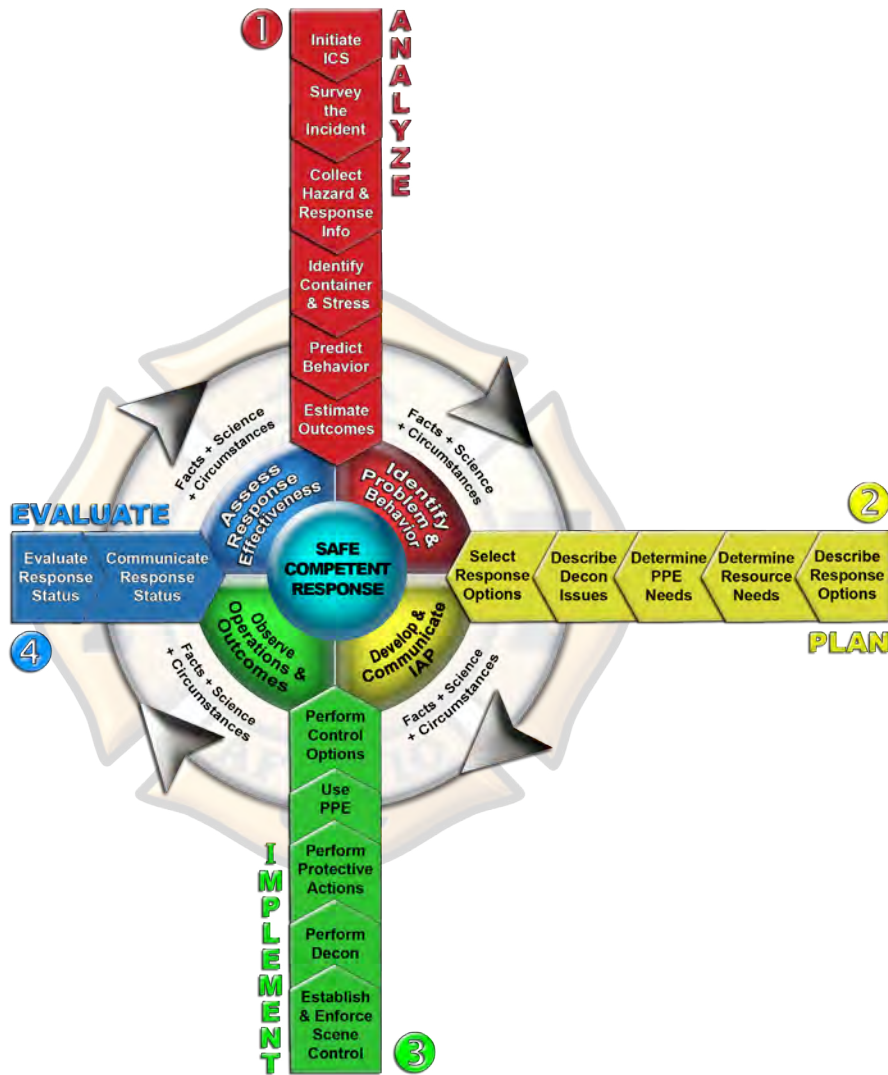 1
ANALYZE
Initiate
ICS
Survey
the
Incident
Collect
Hazard &
Response
Info
Identify
Container
& Stress
Predict
Behavior
Estimate
Outcomes
Facts + Science
+ Circumstances
Identify
Problem &
Behavior
2
PLAN
Describe Response
Options
Determine
Resource
Needs
Determine
PPE
Needs
Describe
Decon
Issues
Select
Response
Options
Facts + Science
+ Circumstances
Develop &
Communicate
IAP
3
IMPLEMENT
Establish
& Enforce
Scene
Control
Perform
Decon
Perform
Protective
Actions
Use
PPE
Perform
Control
Options
Facts + Science
+ Circumstances
Observe
Operations &
Outcomes
4
EVALUATE
Evaluate
Response
Status
Communicate
Response
Status
Facts + Science
+ Circumstances
Assess
Response
Effectiveness
SAFE
COMPETENT
RESPONSE